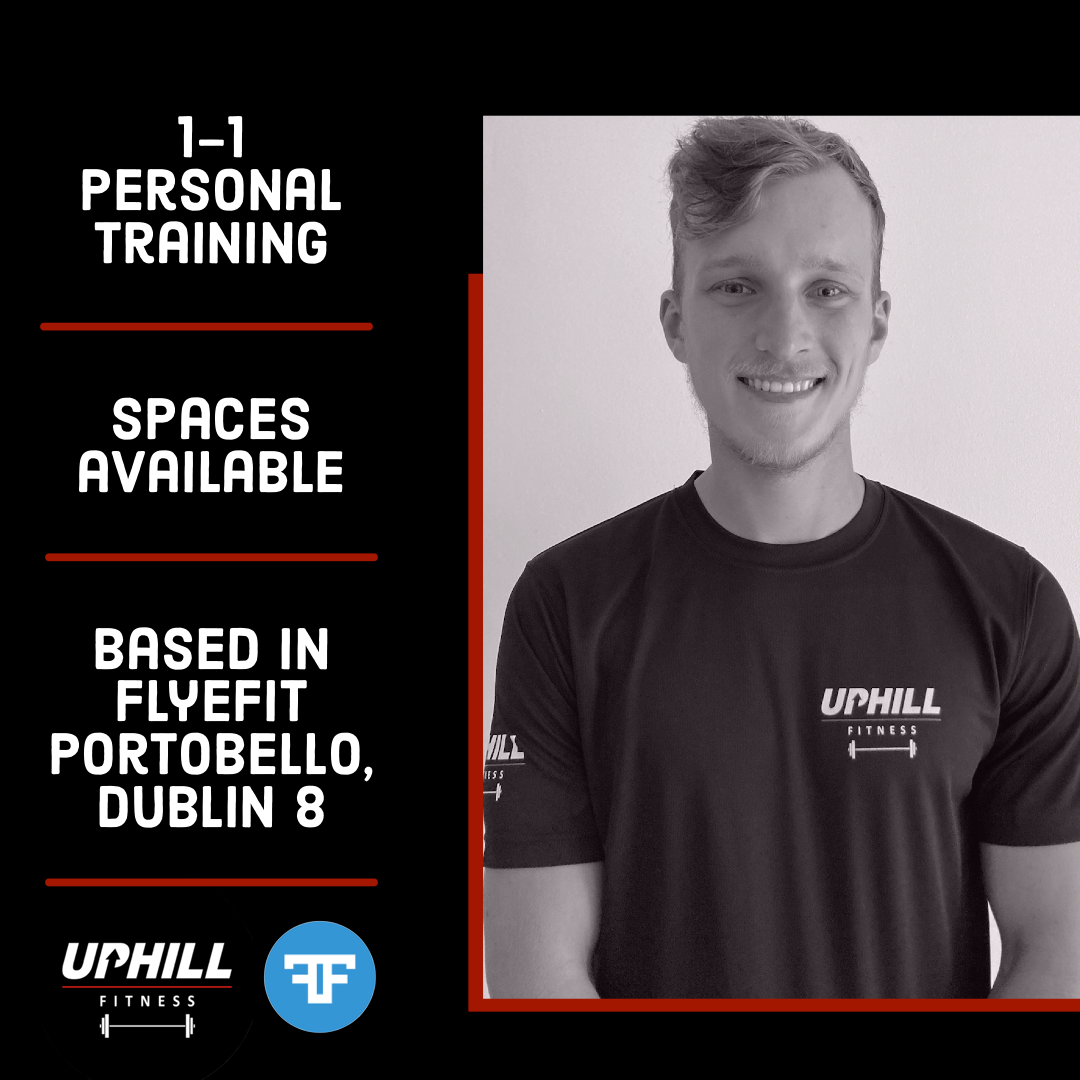 1-1
PERSONAL
TRAINING
SPACES
AVAILABLE
BASED IN
FLYEFIT
PORTOBELLO,
DUBLIN 8
UPHILL
FITNESS
UPHILL
FITNESS